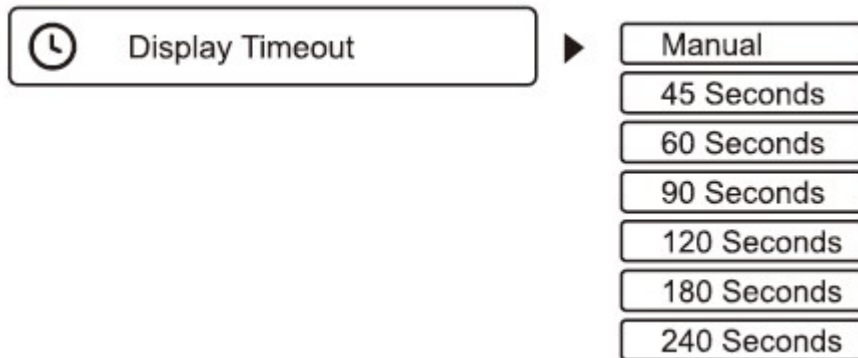 Display Timeout
Manual
45 Seconds
60 Seconds
90 Seconds
120 Seconds
180 Seconds
240 Seconds